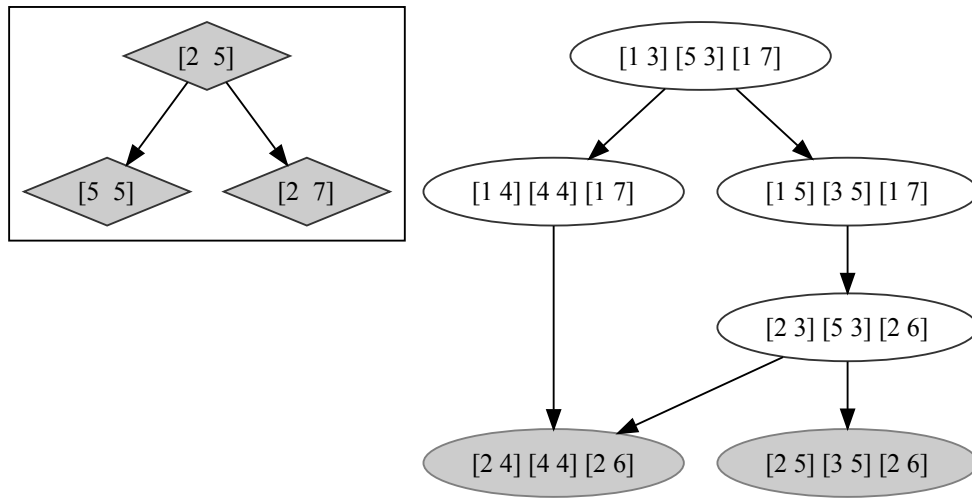 [2  5]
[5  5]
[2  7]
[1 3] [5 3] [1 7]
[1 4] [4 4] [1 7]
[1 5] [3 5] [1 7]
[2 3] [5 3] [2 6]
[2 4] [4 4] [2 6]
[2 5] [3 5] [2 6]